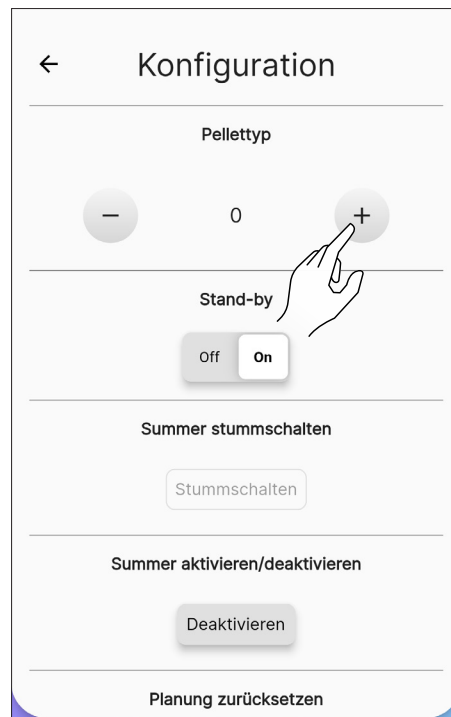 Konfiguration
Pellettyp
− 0 +
Stand-by
Off On
Summer stummschalten
Stummschalten
Summer aktivieren/deaktivieren
Deaktivieren
Planung zurücksetzen